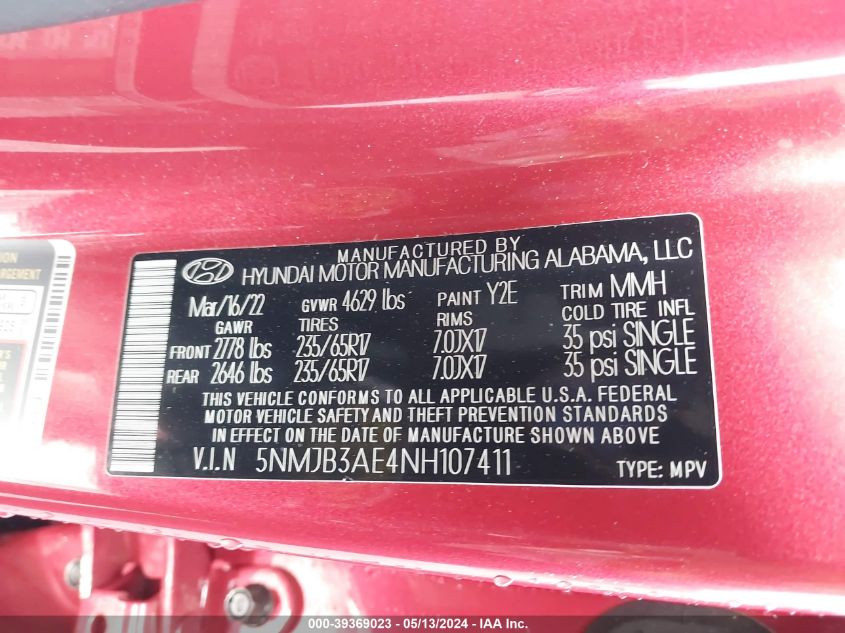 MANUFACTURED BY
HYUNDAI MOTOR MANUFACTURING ALABAMA, LLC
Mar/16/22 GVWR 4629 lbs PAINT Y2E TRIM MMH
GAWR TIRES RIMS COLD TIRE INFL
FRONT 2778 lbs 235/65R17 7.0JX17 35 psi SINGLE
REAR 2646 lbs 235/65R17 7.0JX17 35 psi SINGLE
THIS VEHICLE CONFORMS TO ALL APPLICABLE U.S.A. FEDERAL
MOTOR VEHICLE SAFETY AND THEFT PREVENTION STANDARDS
IN EFFECT ON THE DATE OF MANUFACTURE SHOWN ABOVE
V.I.N 5NMJB3AE4NH107411 TYPE: MPV
000-39369023 - 05/13/2024 - IAA Inc.